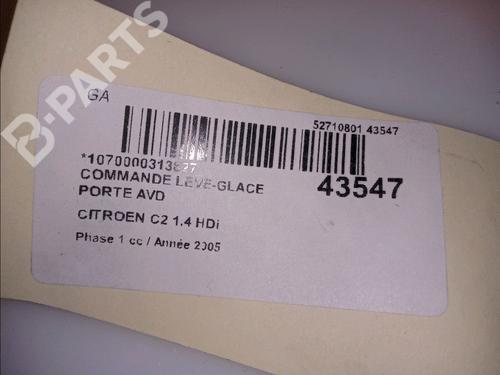 B-PARTS
GA
52710801 43547
*1070000313877
43547
COMMANDE LEVE-GLACE
PORTE AVD
CITROEN C2 1.4 HDi
Phase 1 cc / Année 2005